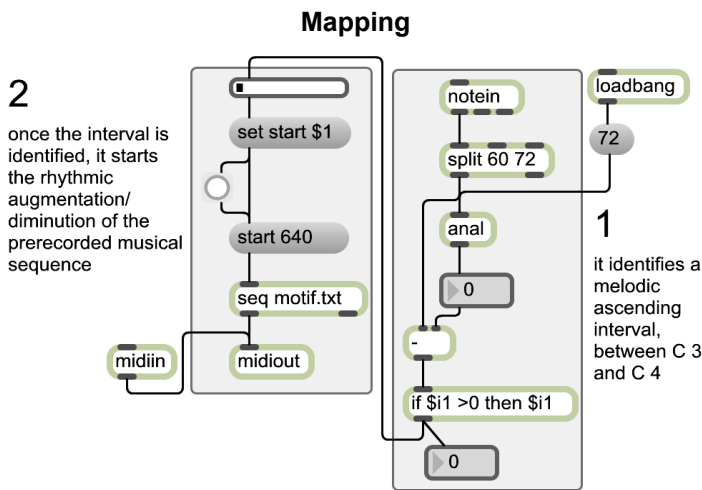 Mapping
2
once the interval is
identified, it starts
the rhythmic
augmentation/
diminution of the
prerecorded musical
sequence
set start $1
start 640
seq motif.txt
midiin
midiout
notein
split 60 72
anal
0
-
if $i1 >0 then $i1
0
loadbang
72
1
it identifies a
melodic
ascending
interval,
between C 3
and C 4